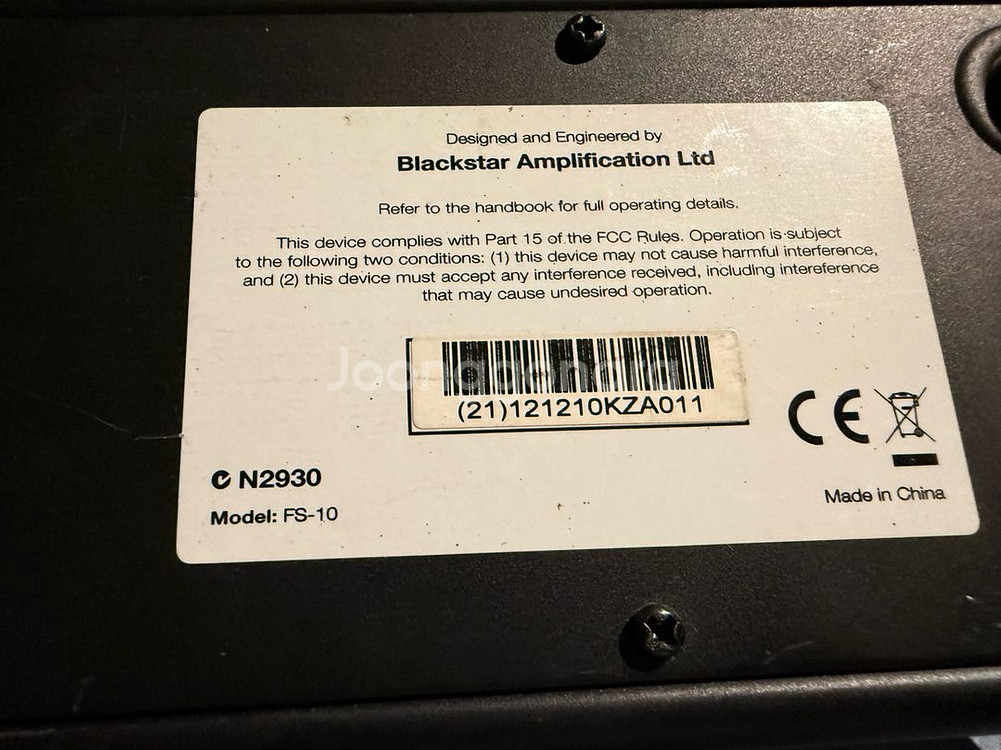 Designed and Engineered by
Blackstar Amplification Ltd
Refer to the handbook for full operating details.
This device complies with Part 15 of the FCC Rules. Operation is subject
to the following two conditions: (1) this device may not cause harmful interference,
and (2) this device must accept any interference received, including intereference
that may cause undesired operation.
Joongonara
(21)121210KZA011
CE
N2930
Model: FS-10
Made in China